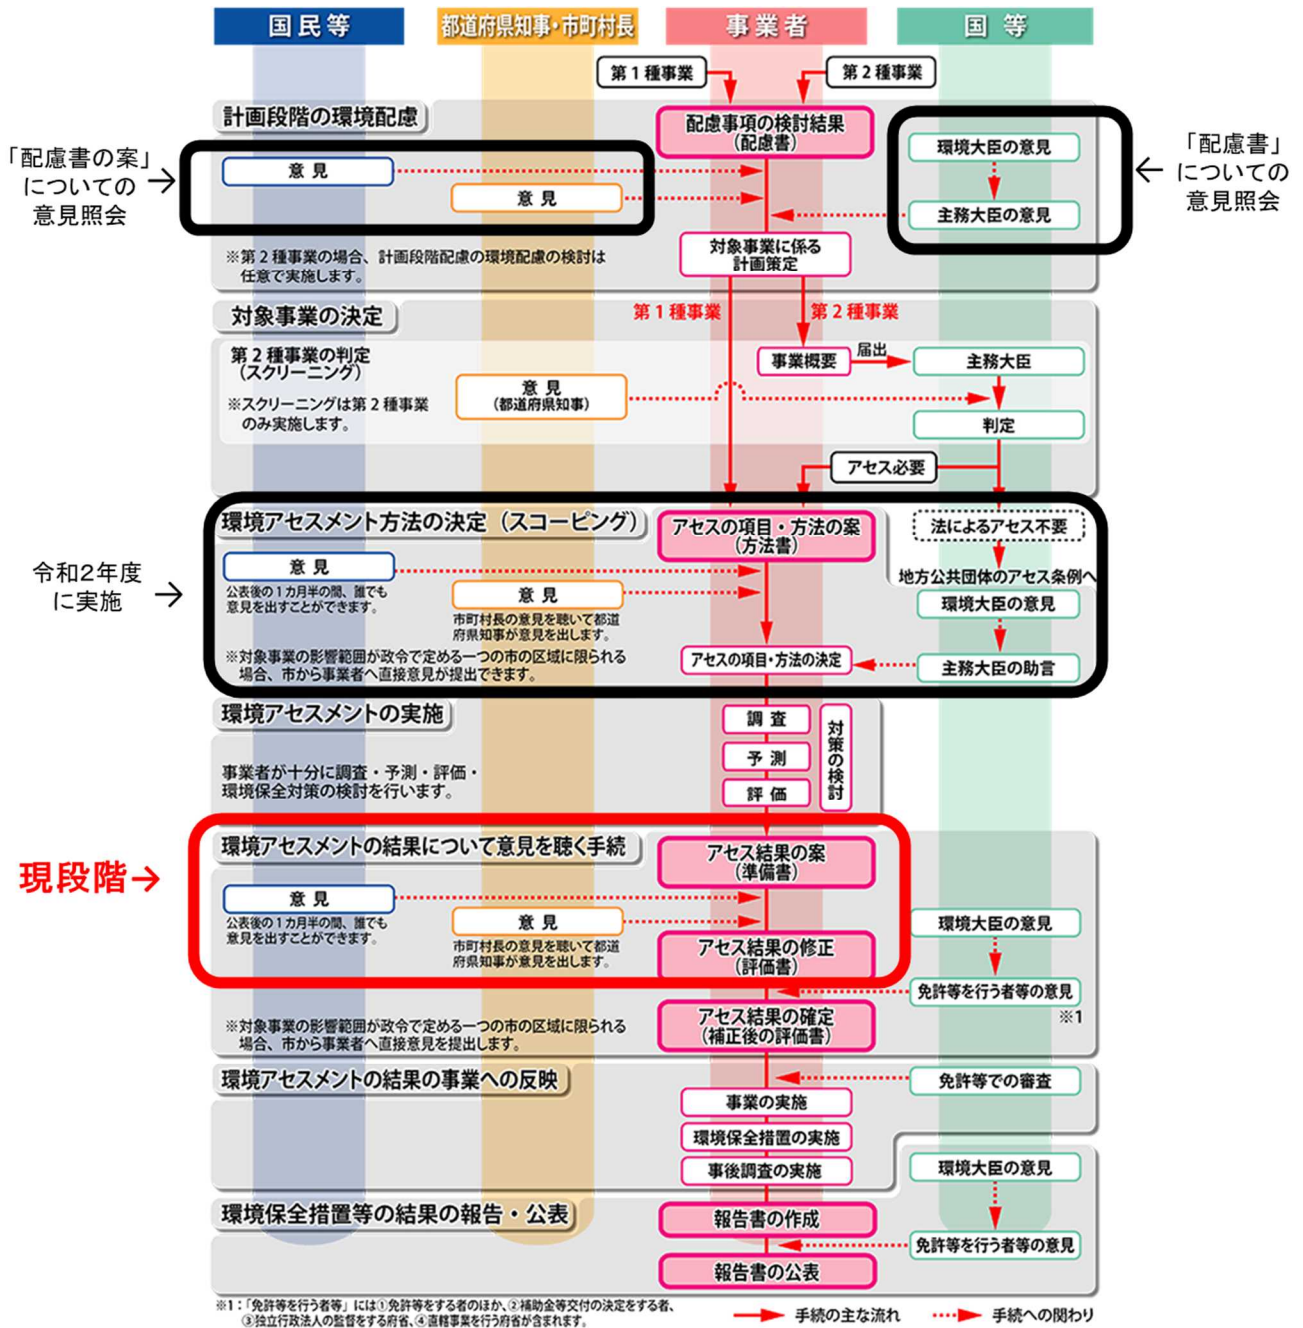 国民等
都道府県知事・市町村長
事業者
国等
第1種事業
第2種事業
計画段階の環境配慮
配慮事項の検討結果
(配慮書)
「配慮書の案」
についての
意見照会
→
意見
意見
環境大臣の意見
主務大臣の意見
←
「配慮書」
についての
意見照会
※第2種事業の場合、計画段階配慮の環境配慮の検討は
任意で実施します。
対象事業に係る
計画策定
対象事業の決定
第1種事業
第2種事業
第2種事業の判定
(スクリーニング)
※スクリーニングは第2種事業
のみ実施します。
意見
(都道府県知事)
事業概要
届出
主務大臣
判定
アセス必要
令和2年度
に実施
→
環境アセスメント方法の決定(スコーピング)
アセスの項目・方法の案
(方法書)
法によるアセス不要
地方公共団体のアセス条例へ
意見
公表後の1カ月半の間、誰でも
意見を出すことができます。
意見
市町村長の意見を聴いて都道
府県知事が意見を出します。
環境大臣の意見
※対象事業の影響範囲が政令で定める一つの市の区域に限られる
場合、市から事業者へ直接意見が提出できます。
アセスの項目・方法の決定
主務大臣の助言
環境アセスメントの実施
事業者が十分に調査・予測・評価・
環境保全対策の検討を行います。
調査
予測
評価
対策の検討
現段階→
環境アセスメントの結果について意見を聴く手続
アセス結果の案
(準備書)
意見
公表後の1カ月半の間、誰でも
意見を出すことができます。
意見
市町村長の意見を聴いて都道
府県知事が意見を出します。
アセス結果の修正
(評価書)
環境大臣の意見
免許等を行う者等の意見
※1
※対象事業の影響範囲が政令で定める一つの市の区域に限られる
場合、市から事業者へ直接意見を提出します。
アセス結果の確定
(補正後の評価書)
環境アセスメントの結果の事業への反映
免許等での審査
事業の実施
環境保全措置の実施
事後調査の実施
環境大臣の意見
環境保全措置等の結果の報告・公表
報告書の作成
免許等を行う者等の意見
報告書の公表
※1:「免許等を行う者等」には①免許等をする者のほか、②補助金等交付の決定をする者、
③独立行政法人の監督をする府省、④直轄事業を行う府省が含まれます。
手続の主な流れ
手続への関わり